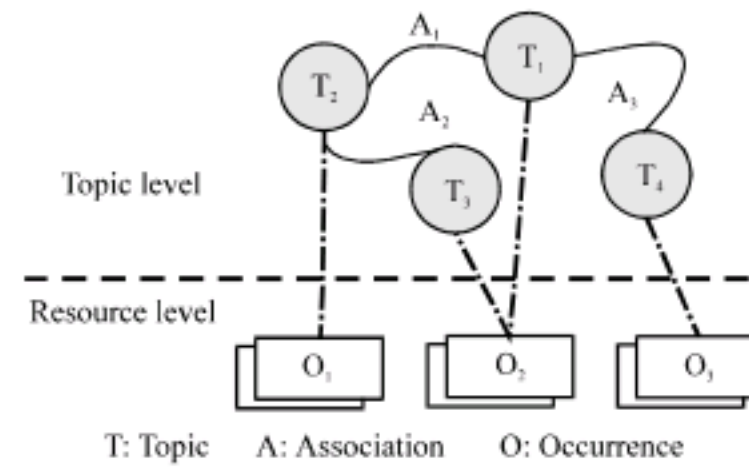 A₁
T₁
T₂
A₃
A₂
Topic level
T₃
T₄
Resource level
O₁
O₂
O₃
T: Topic A: Association O: Occurrence